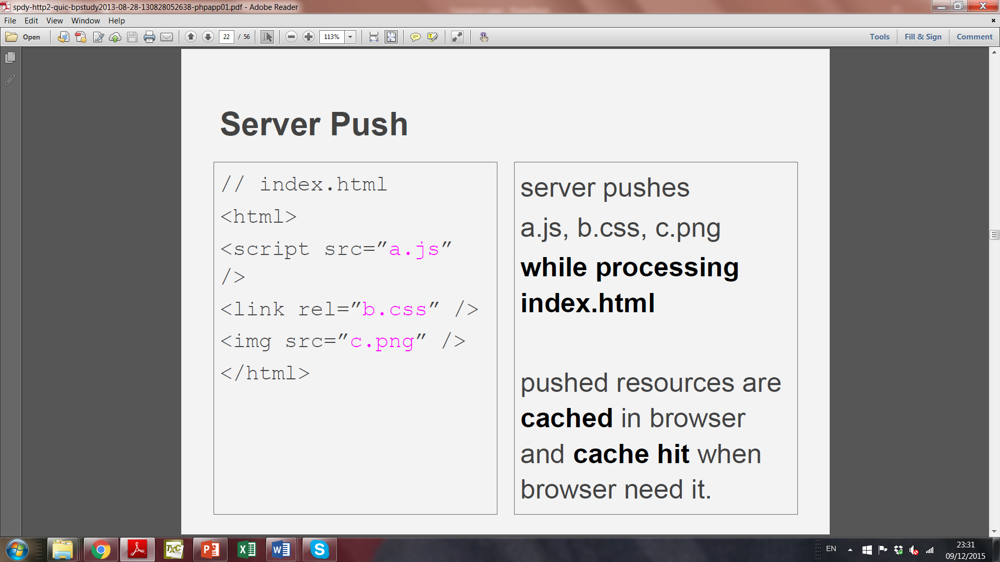 spdy-http2-quic-bpstudy2013-08-28-130828052638-phpapp01.pdf - Adobe Reader
File Edit View Window Help
Open 22 / 56 113% Tools Fill & Sign Comment
Server Push
// index.html
<html>
<script src=”a.js”
/>
<link rel=”b.css” />
<img src=”c.png” />
</html>
server pushes
a.js, b.css, c.png
while processing
index.html
pushed resources are
cached in browser
and cache hit when
browser need it.
TxC
EN
23:31
09/12/2015